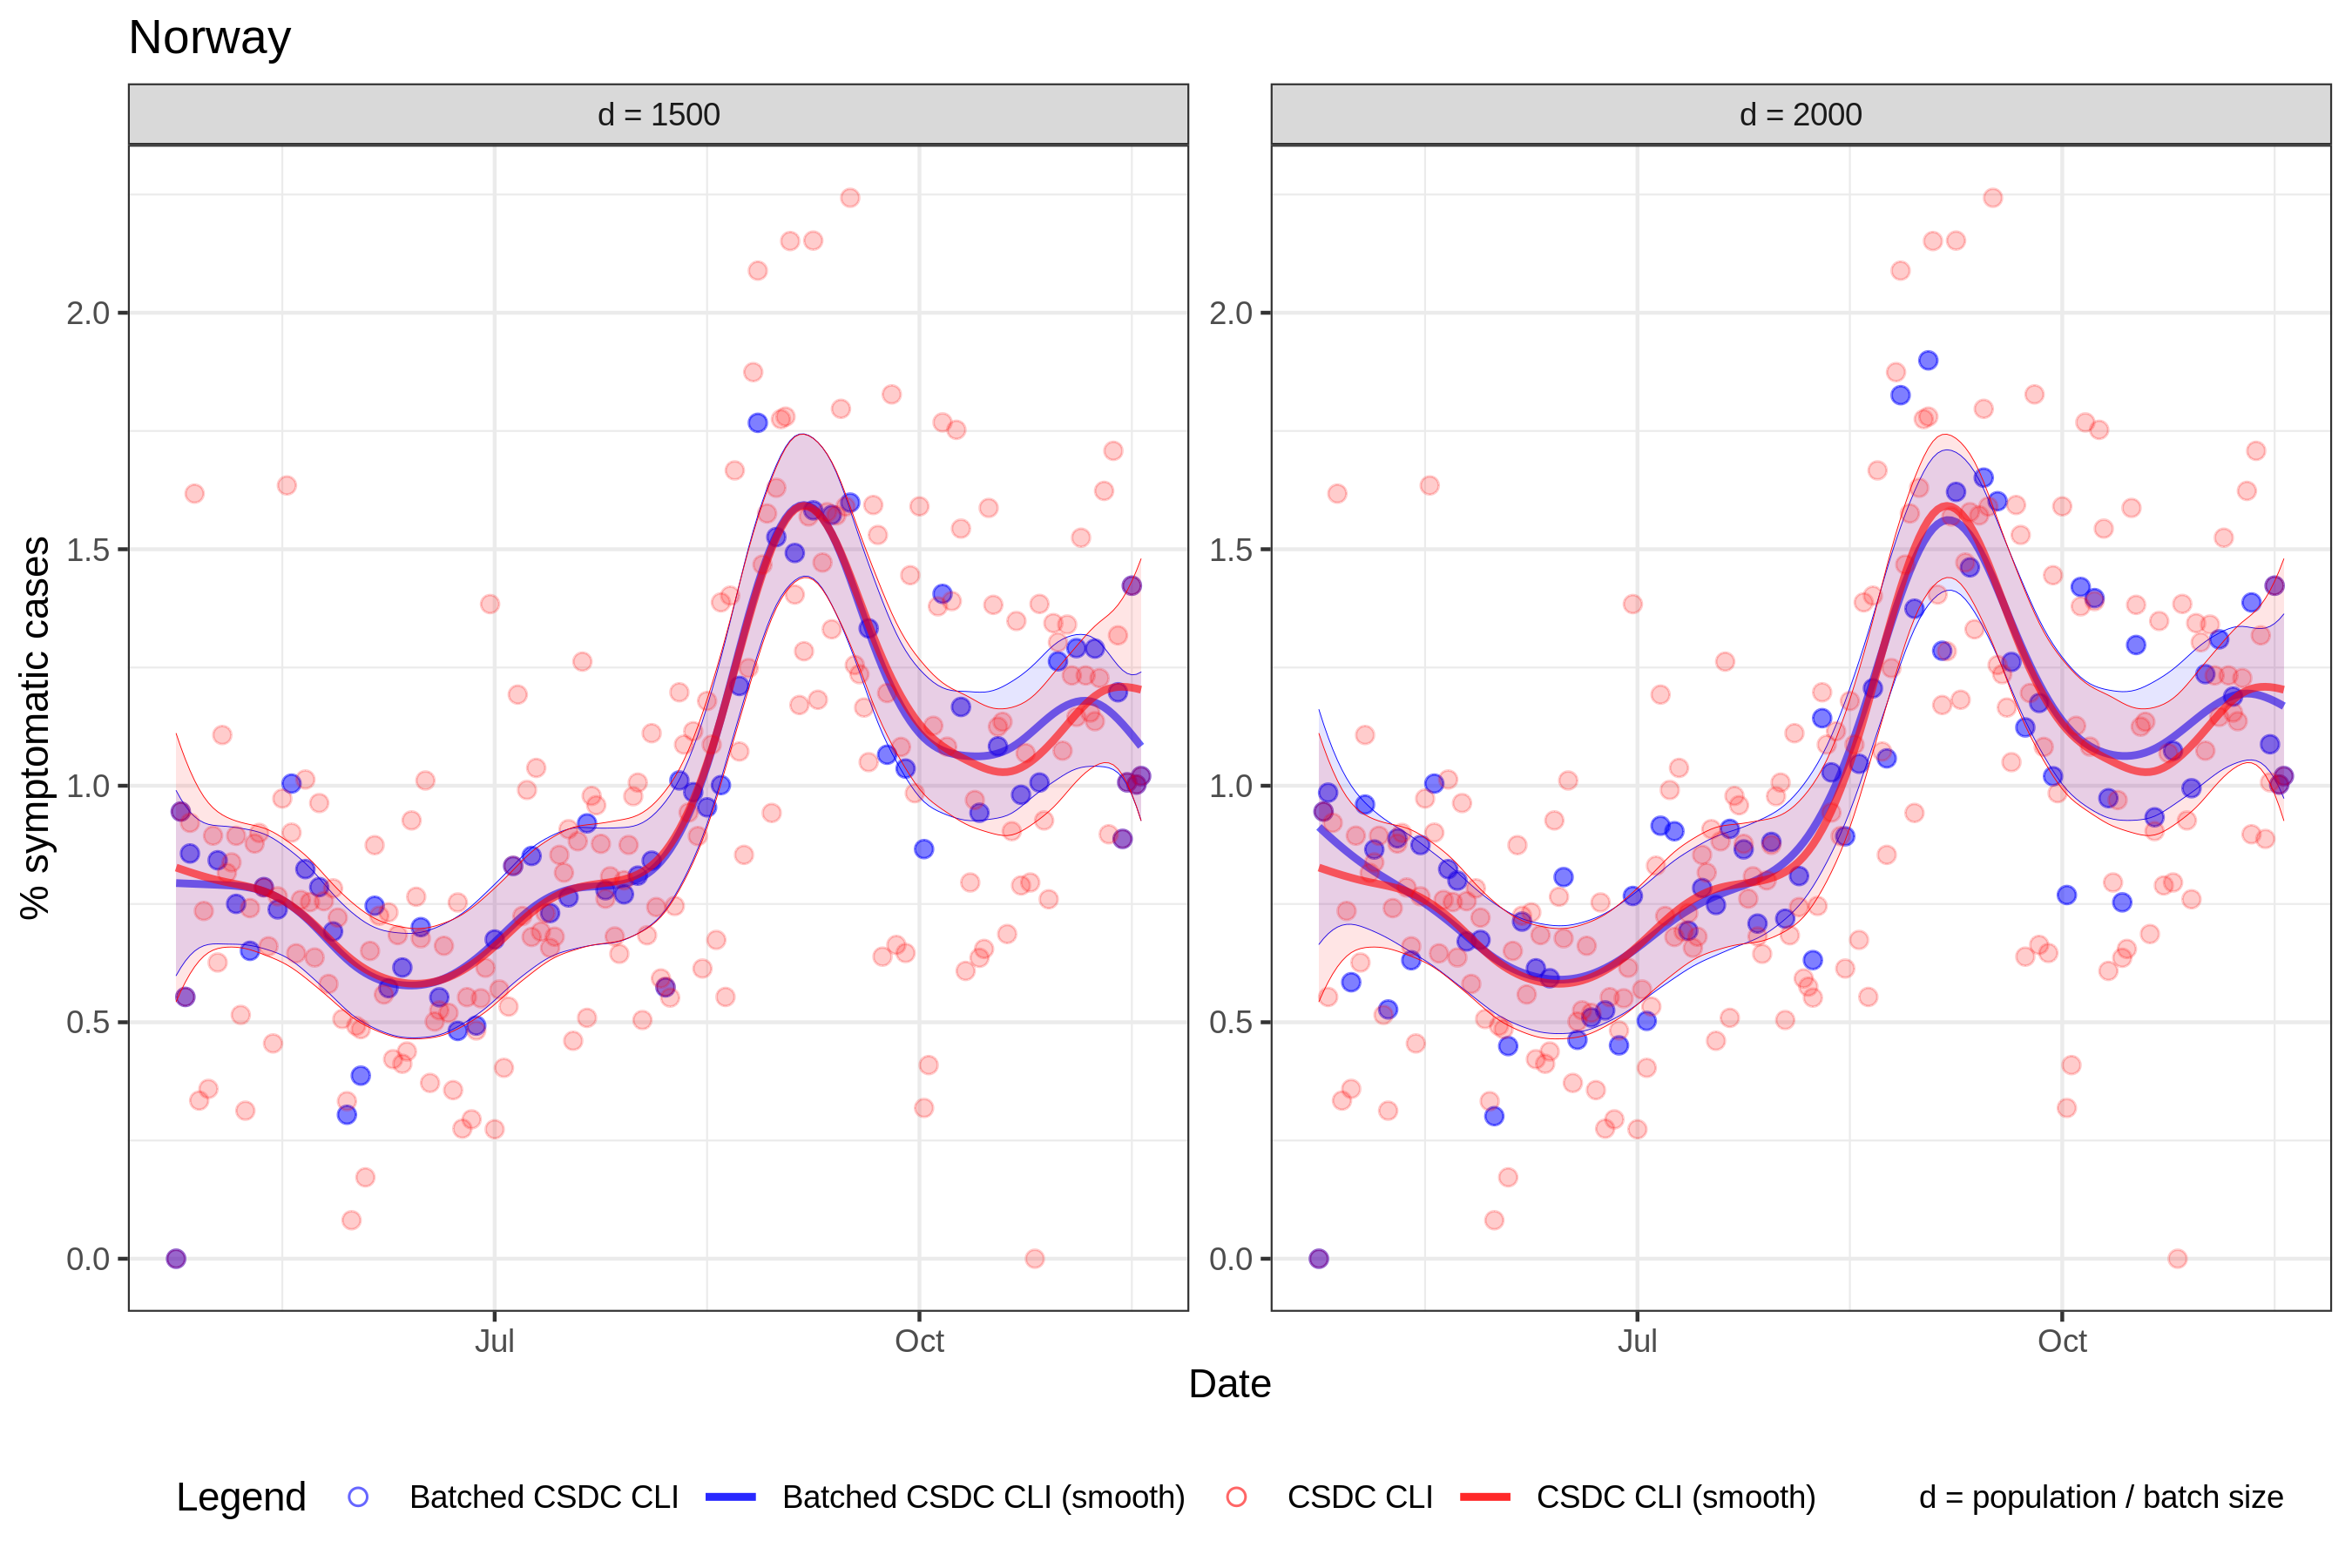 Norway
d = 1500
d = 2000
% symptomatic cases
2.0
1.5
1.0
0.5
0.0
2.0
1.5
1.0
0.5
0.0
Jul
Oct
Jul
Oct
Date
Legend
Batched CSDC CLI
Batched CSDC CLI (smooth)
CSDC CLI
CSDC CLI (smooth)
d = population / batch size